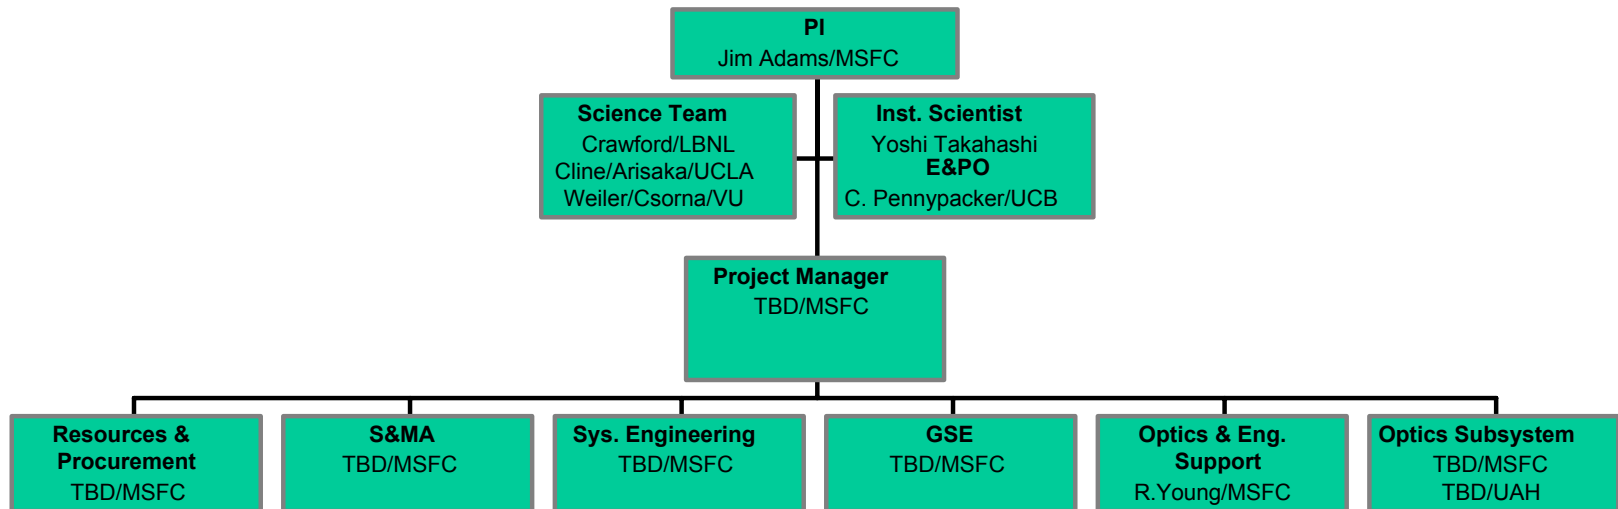 PI
Jim Adams/MSFC
Science Team
Crawford/LBNL
Cline/Arisaka/UCLA
Weiler/Csorna/VU
Inst. Scientist
Yoshi Takahashi
E&PO
C. Pennypacker/UCB
Project Manager
TBD/MSFC
Resources &
Procurement
TBD/MSFC
S&MA
TBD/MSFC
Sys. Engineering
TBD/MSFC
GSE
TBD/MSFC
Optics & Eng.
Support
R.Young/MSFC
Optics Subsystem
TBD/MSFC
TBD/UAH